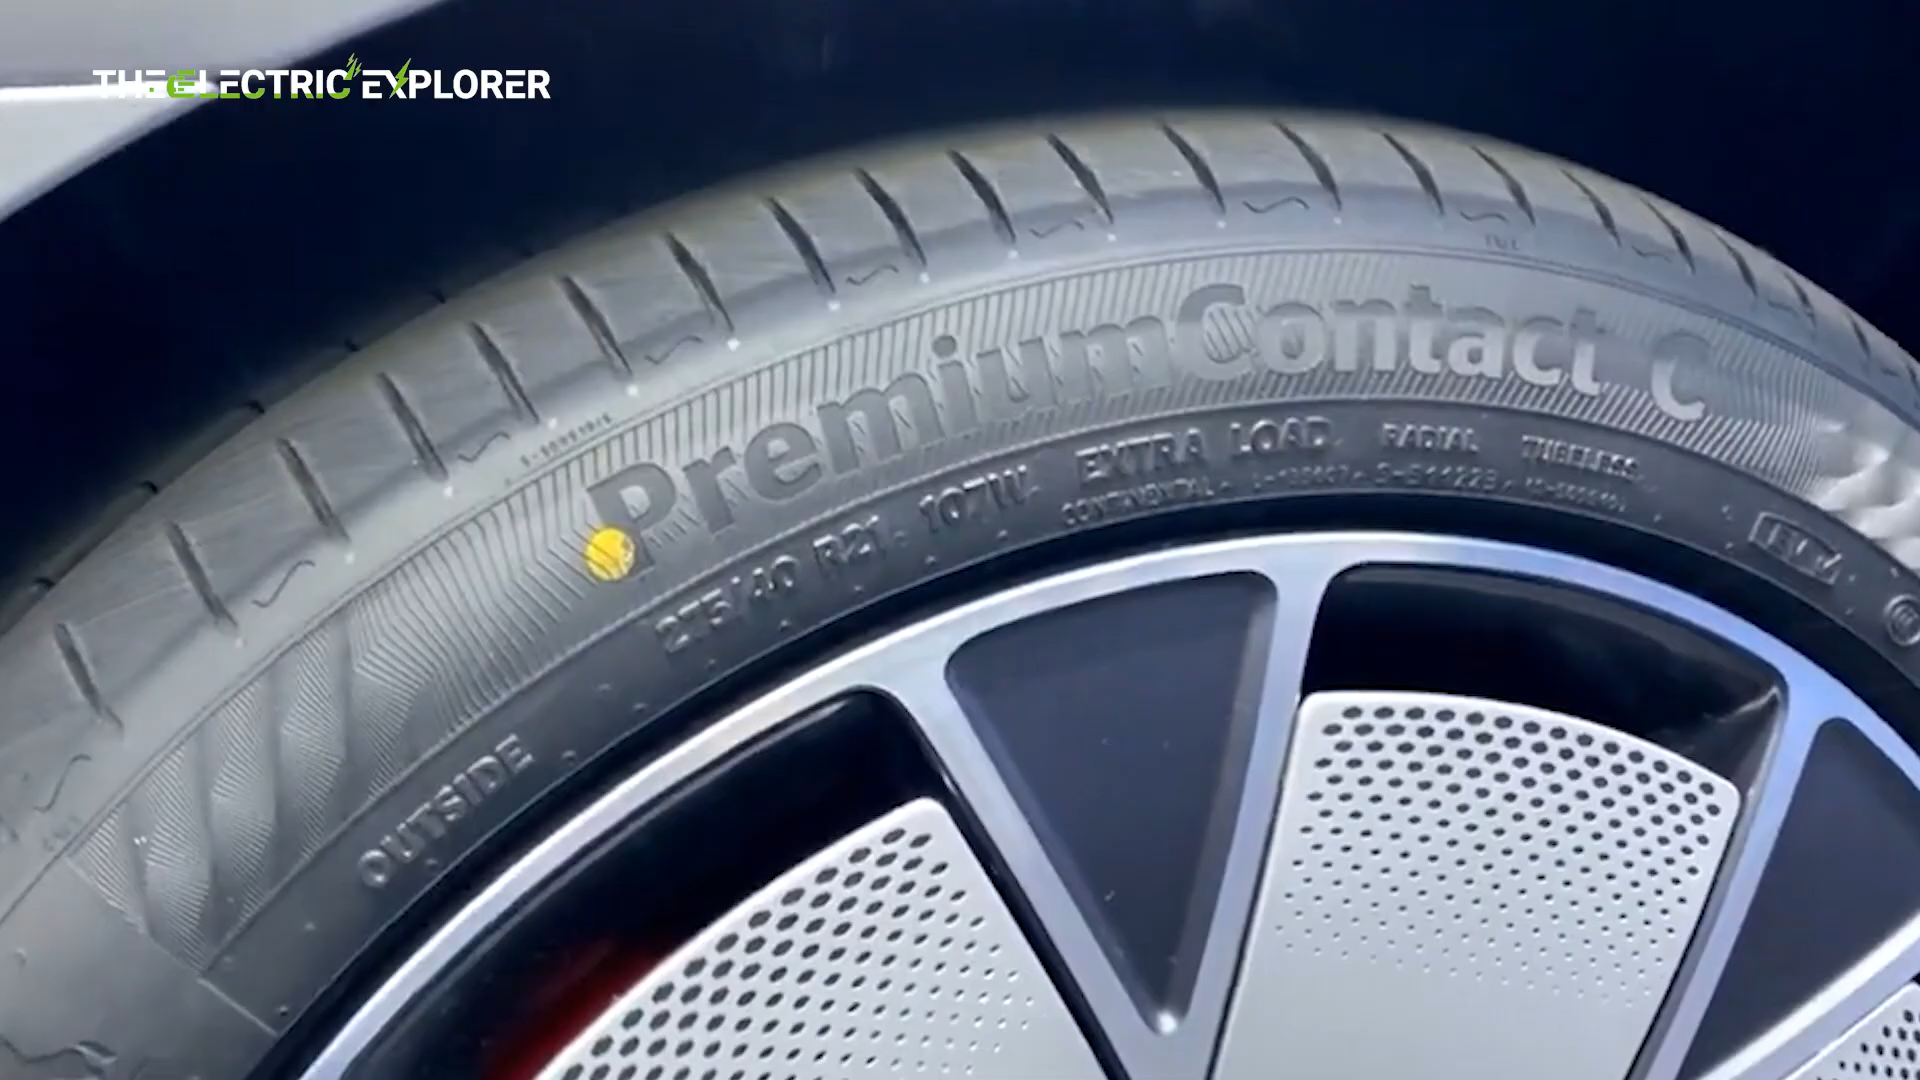 THE ELECTRIC EXPLORER
PremiumContact C
275/40 R21 107W EXTRA LOAD RADIAL TUBELESS
CONTINENTAL
OUTSIDE